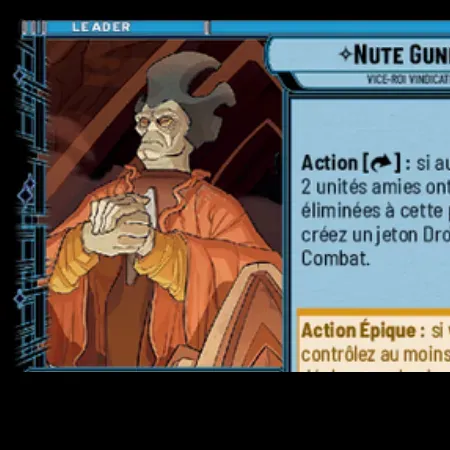 LEADER
NUTE GUN
VICE-ROI VINDICAT
Action [ ] : si au
2 unités amies ont
éliminées à cette
créez un jeton Dro
Combat.
Action Épique : si
contrôlez au moins